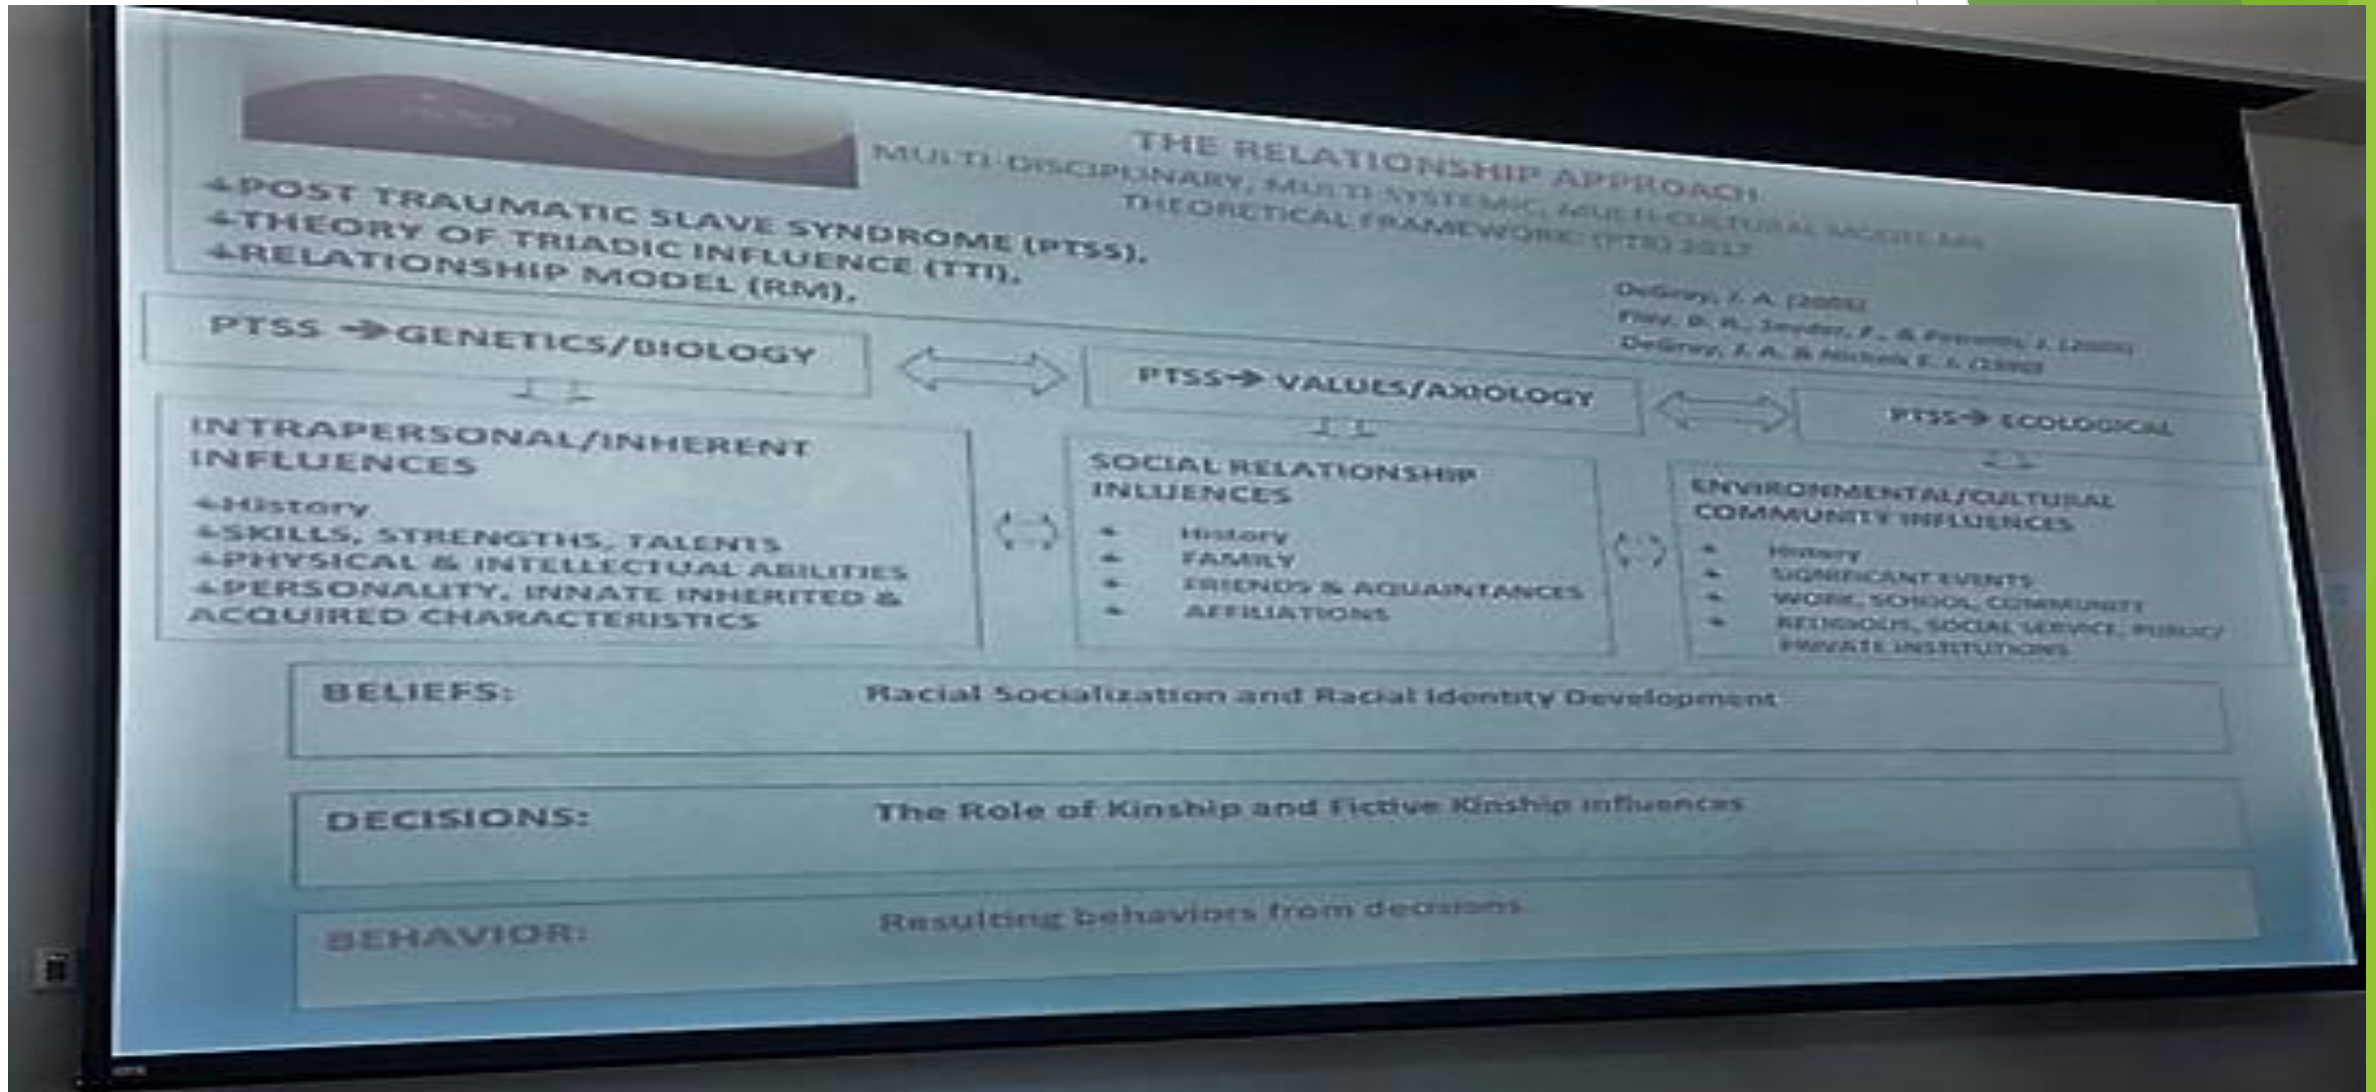 THE RELATIONSHIP APPROACH
MULTI-DISCIPLINARY, MULTI-SYSTEMIC, MULTI-CULTURAL
THEORETICAL FRAMEWORK: (PTR) 2017
POST TRAUMATIC SLAVE SYNDROME (PTSS).
THEORY OF TRIADIC INFLUENCE (TTI).
RELATIONSHIP MODEL (RM).
DeGruy, J. A.
Flay, B. R., Snyder, F., &
DeGruy, J. A. & Nichols E. J.
PTSS → GENETICS/BIOLOGY
PTSS → VALUES/AXIOLOGY
PTSS → ECOLOGICAL
INTRAPERSONAL/INHERENT
INFLUENCES
History
SKILLS, STRENGTHS, TALENTS
PHYSICAL & INTELLECTUAL ABILITIES
PERSONALITY, INNATE INHERITED &
ACQUIRED CHARACTERISTICS
SOCIAL RELATIONSHIP
INLUENCES
History
FAMILY
FRIENDS & AQUAINTANCES
AFFILIATIONS
ENVIRONMENTAL/CULTURAL
COMMUNITY INFLUENCES
History
SIGNIFICANT EVENTS
WORK, SCHOOL, COMMUNITY
RELIGIOUS, SOCIAL SERVICE, PUBLIC/
PRIVATE INSTITUTIONS
BELIEFS: Racial Socialization and Racial Identity Development
DECISIONS: The Role of Kinship and Fictive Kinship Influences
BEHAVIOR: Resulting behaviors from decisions